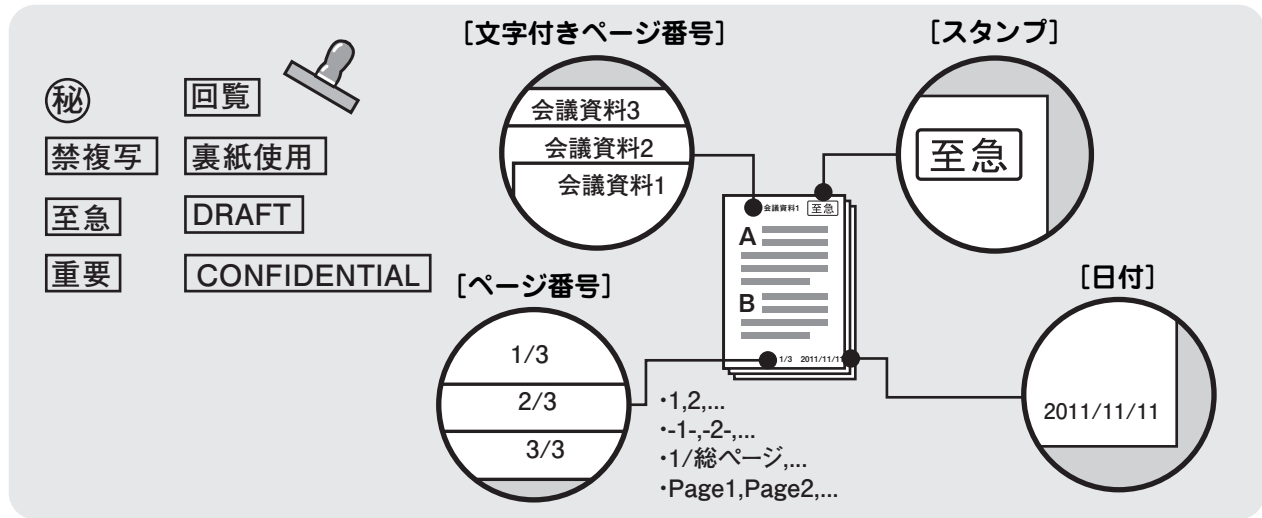 [文字付きページ番号]
[スタンプ]
㊙
回覧
禁複写
裏紙使用
至急
DRAFT
重要
CONFIDENTIAL
会議資料3
会議資料2
会議資料1
至急
会議資料1
至急
A
B
1/3 2011/11/11
[ページ番号]
1/3
2/3
3/3
・1,2,...
・-1-,-2-,...
・1/総ページ,...
・Page1,Page2,...
[日付]
2011/11/11